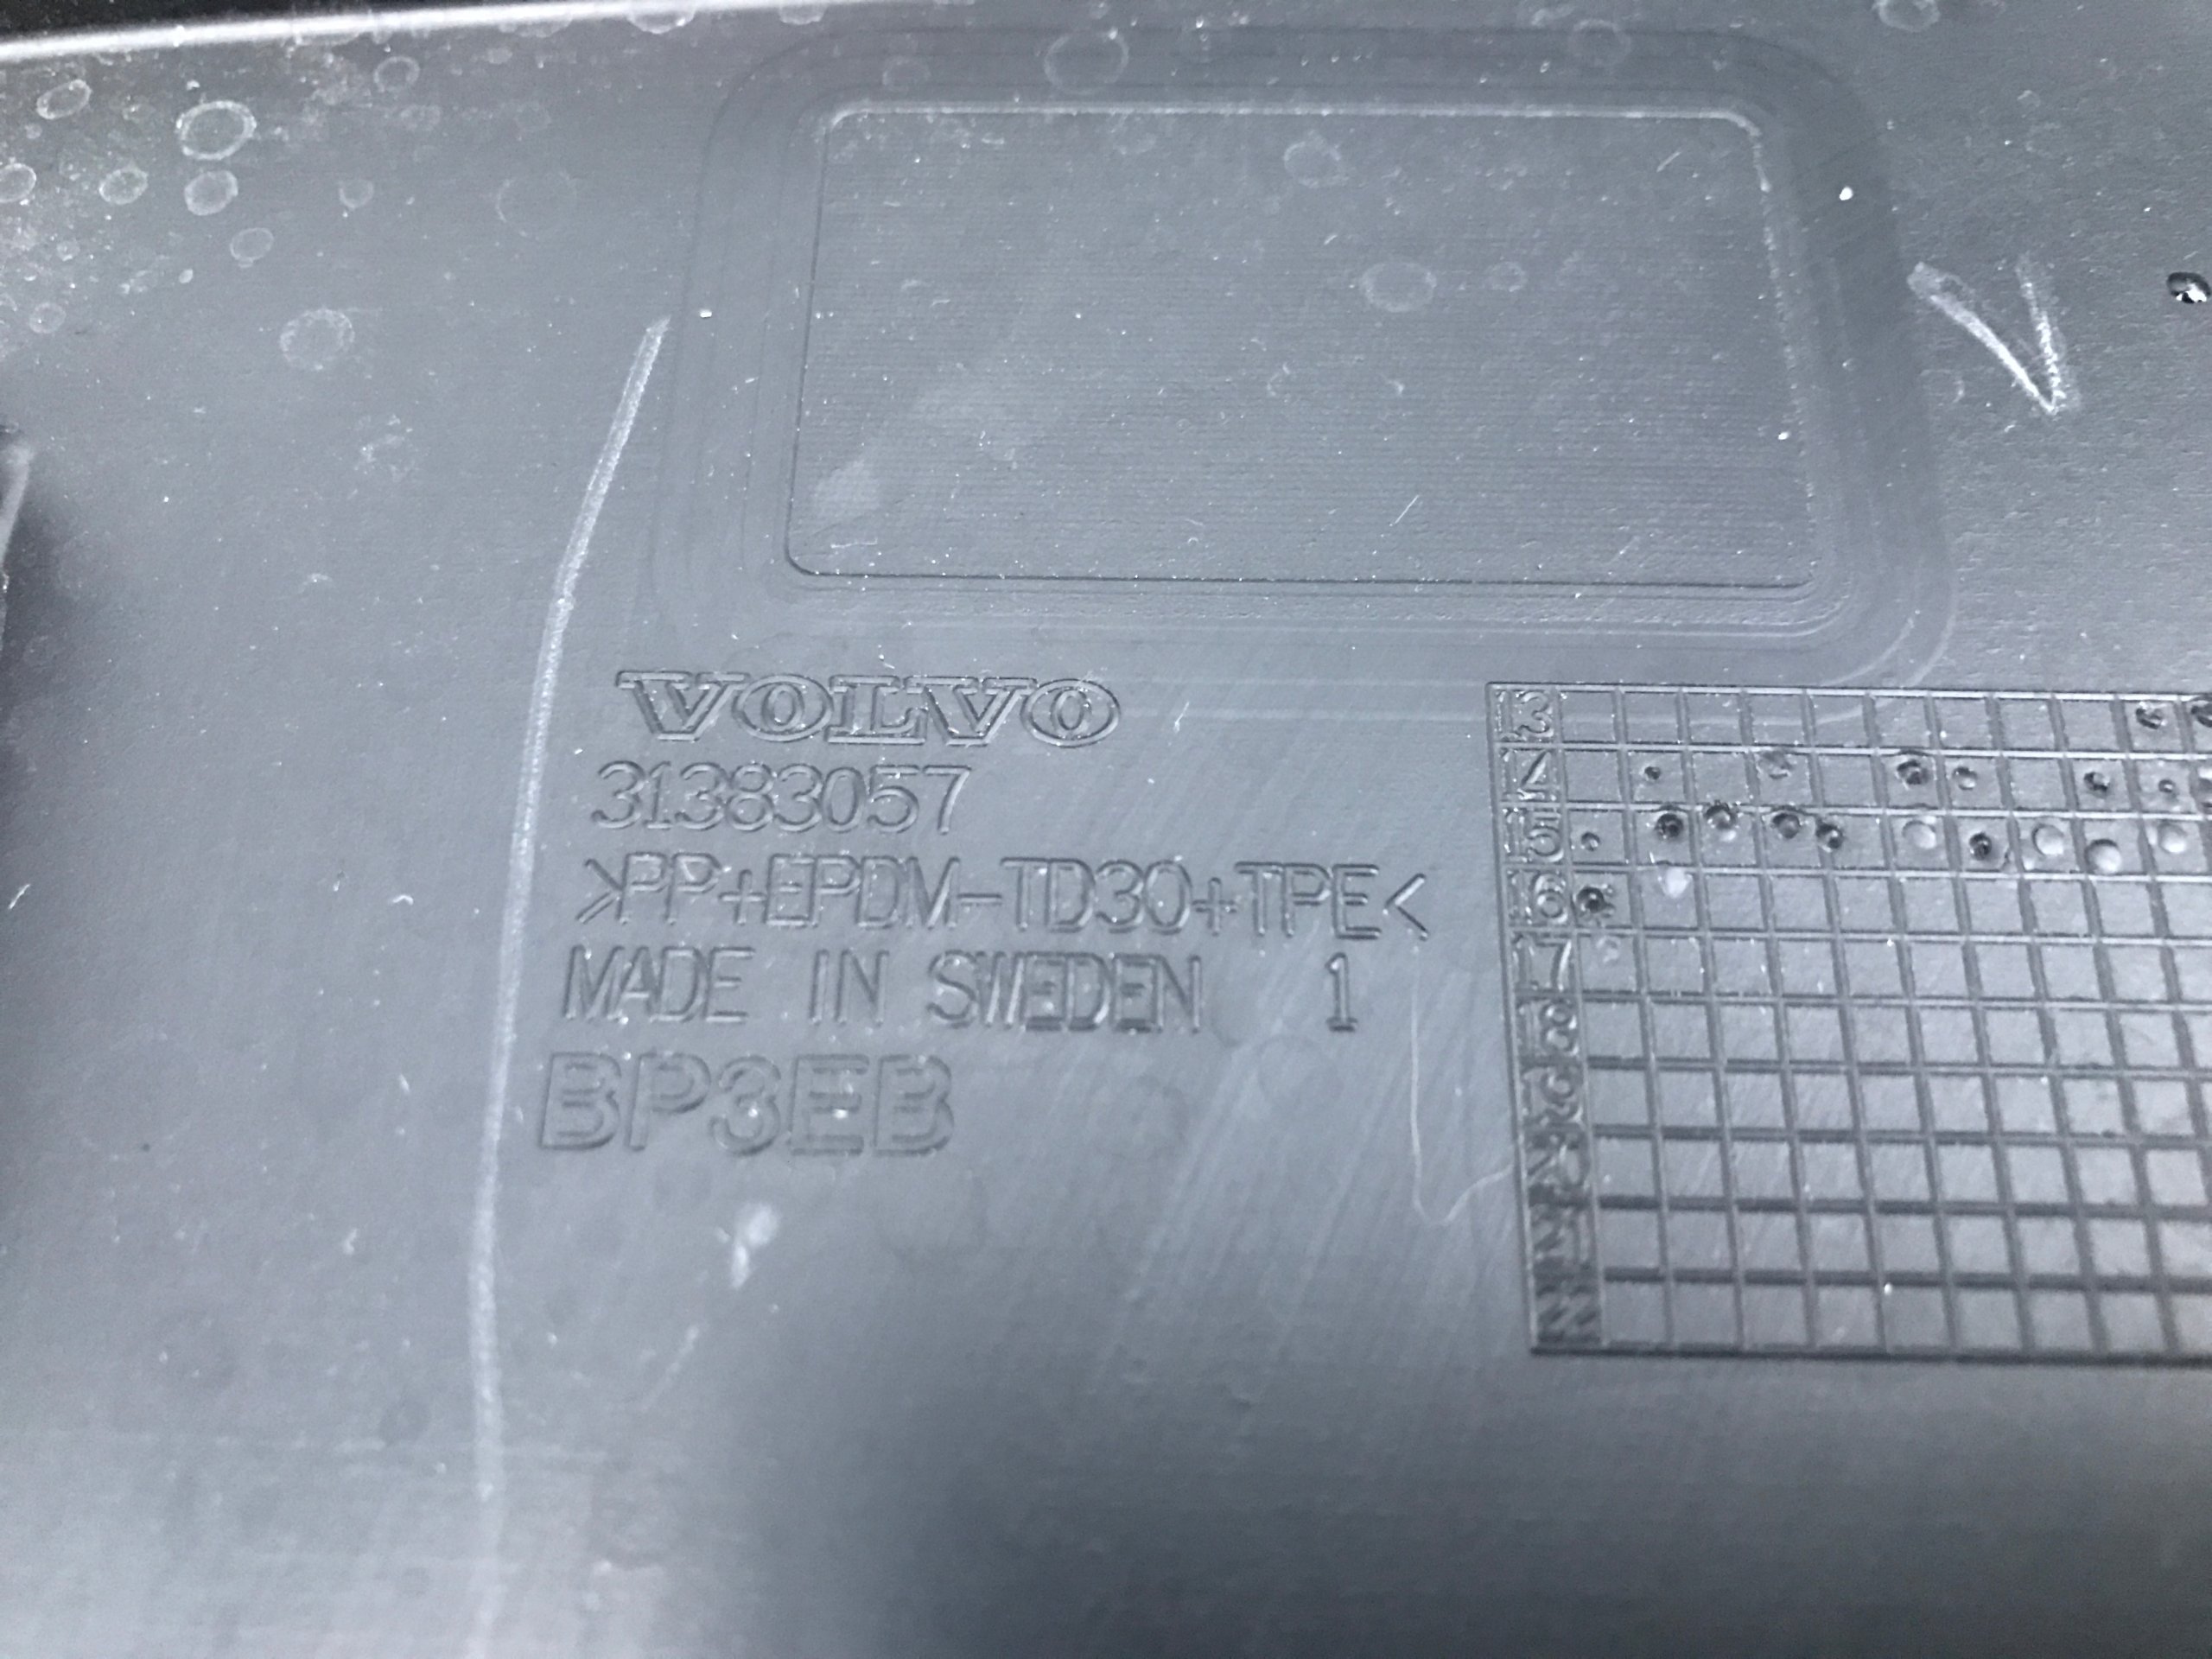 VOLVO
31383057
>PP+EPDM-TD30+TPE<
MADE IN SWEDEN 1
BP3EB
13
14
15
16
17
18